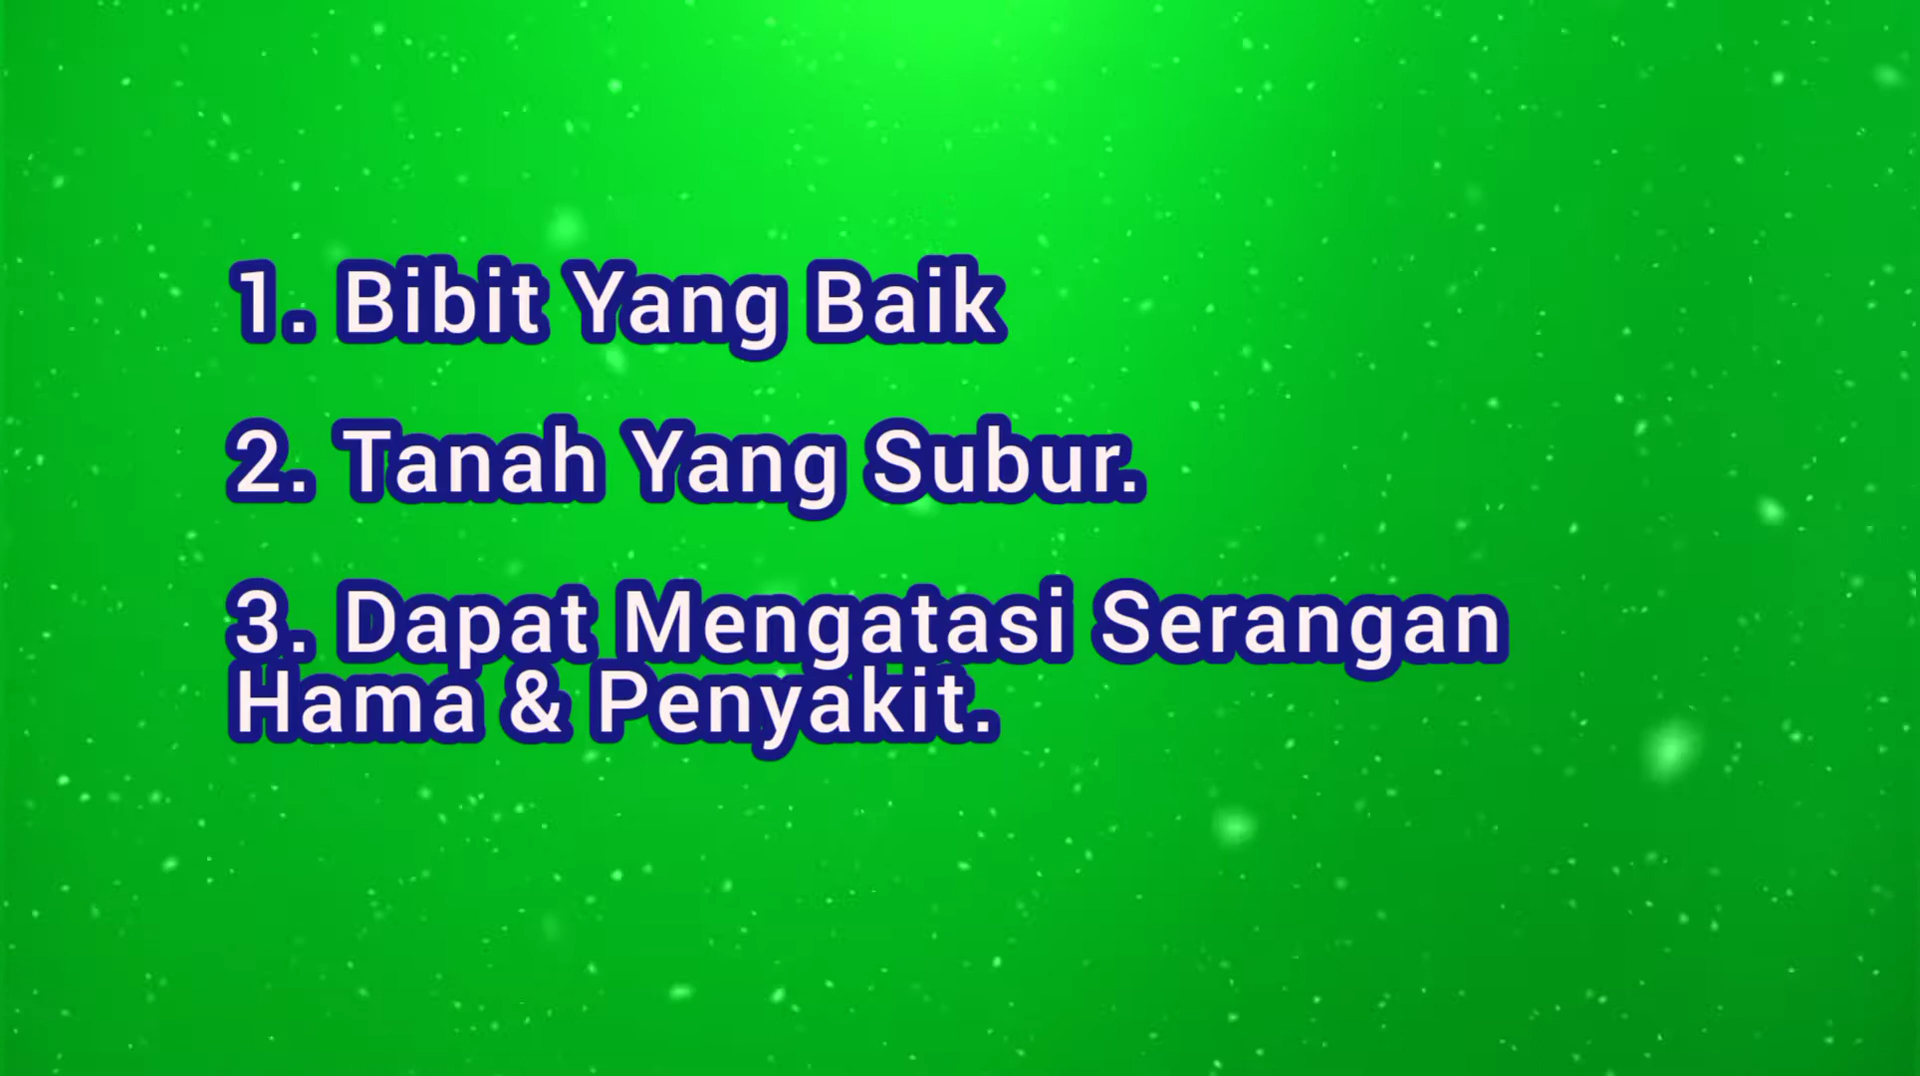 1. Bibit Yang Baik
2. Tanah Yang Subur.
3. Dapat Mengatasi Serangan
Hama & Penyakit.